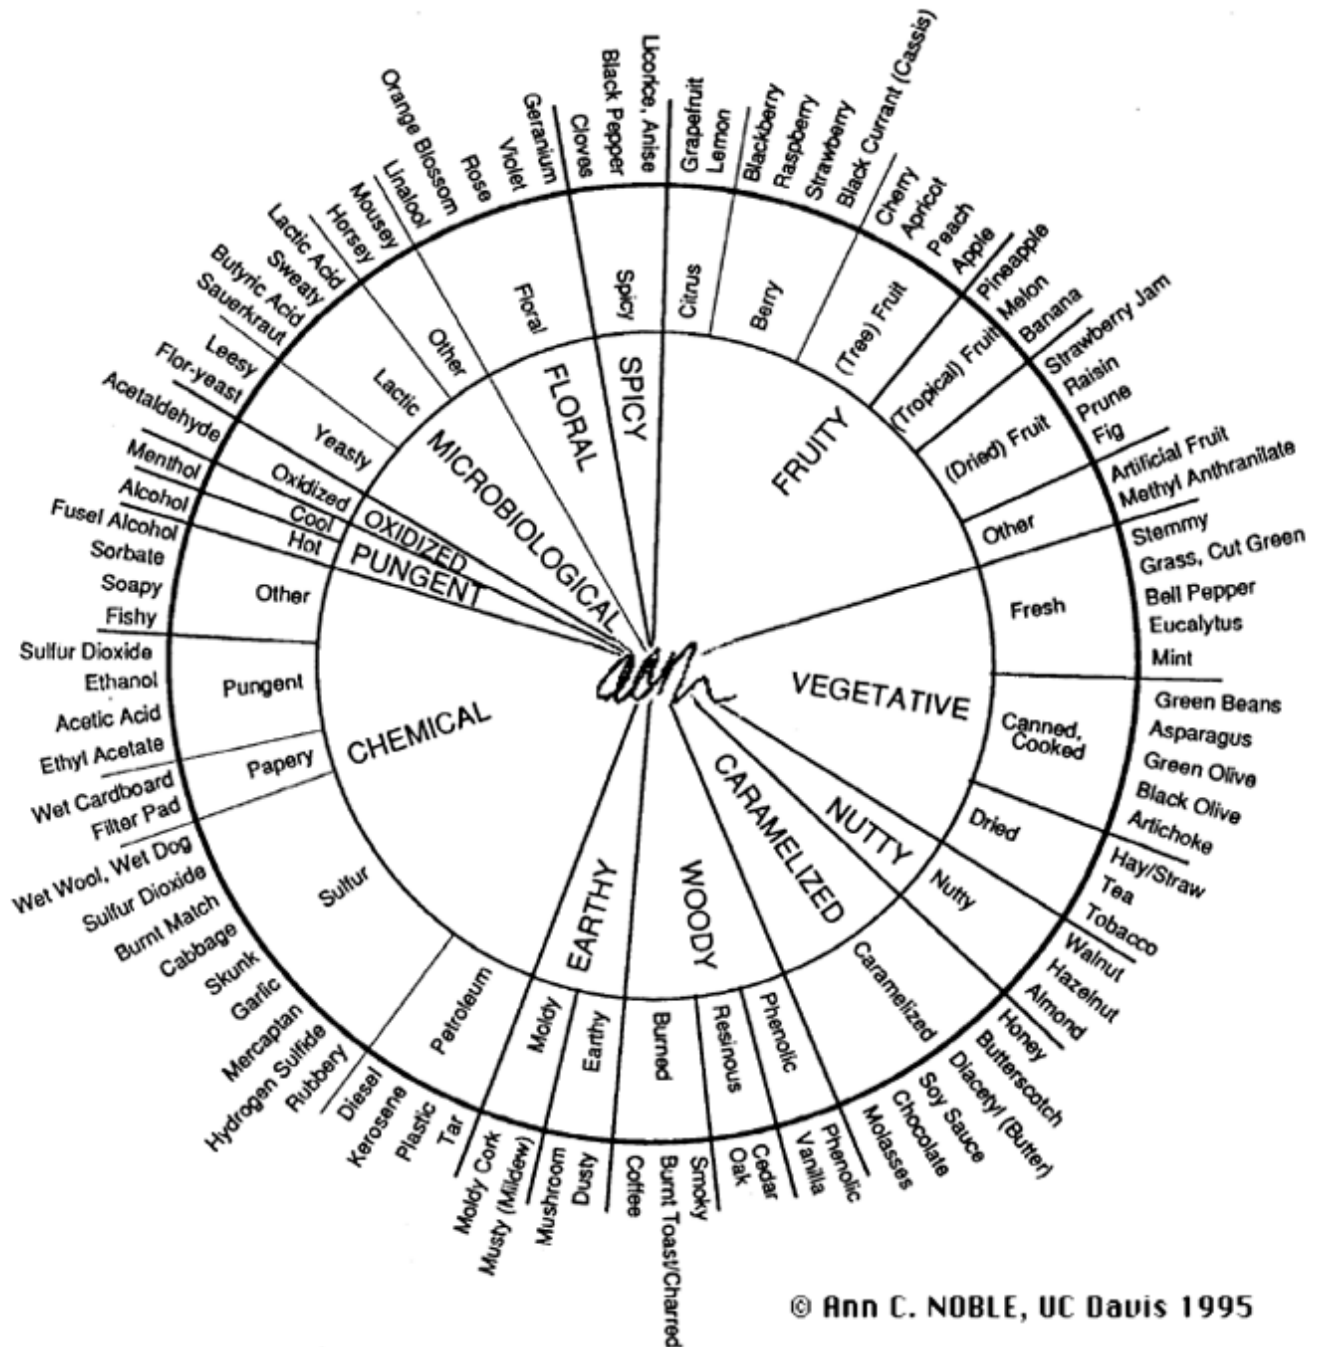 SPICY
Spicy
Licorice, Anise
Black Pepper
Cloves
FRUITY
Citrus
Grapefruit
Lemon
Berry
Blackberry
Raspberry
Strawberry
Black Currant (Cassis)
(Tree) Fruit
Cherry
Apricot
Peach
Apple
(Tropical) Fruit
Pineapple
Melon
Banana
(Dried) Fruit
Strawberry Jam
Raisin
Prune
Fig
Other
Artificial Fruit
Methyl Anthranilate
VEGETATIVE
Fresh
Stemmy
Grass, Cut Green
Bell Pepper
Eucalytus
Mint
Canned,
Cooked
Green Beans
Asparagus
Green Olive
Black Olive
Artichoke
Dried
Hay/Straw
Tea
Tobacco
NUTTY
Nutty
Walnut
Hazelnut
Almond
CARAMELIZED
Caramelized
Honey
Butterscotch
Diacetyl (Butter)
Soy Sauce
Chocolate
Molasses
WOODY
Phenolic
Phenolic
Vanilla
Resinous
Cedar
Oak
Burned
Smoky
Burnt Toast/Charred
Coffee
EARTHY
Earthy
Dusty
Mushroom
Moldy
Musty (Mildew)
Moldy Cork
CHEMICAL
Petroleum
Tar
Plastic
Kerosene
Diesel
Sulfur
Rubbery
Hydrogen Sulfide
Mercaptan
Garlic
Skunk
Cabbage
Burnt Match
Sulfur Dioxide
Wet Wool, Wet Dog
Papery
Filter Pad
Wet Cardboard
Pungent
Ethyl Acetate
Acetic Acid
Ethanol
Sulfur Dioxide
Other
Fishy
Soapy
Sorbate
Fusel Alcohol
PUNGENT
Hot
Alcohol
Cool
Menthol
OXIDIZED
Oxidized
Acetaldehyde
MICROBIOLOGICAL
Yeasty
Flor-yeast
Leesy
Lactic
Sauerkraut
Butyric Acid
Sweaty
Lactic Acid
Other
Horsey
Mousey
FLORAL
Floral
Linalool
Orange Blossom
Rose
Violet
Geranium
acn
© Ann C. NOBLE, UC Davis 1995